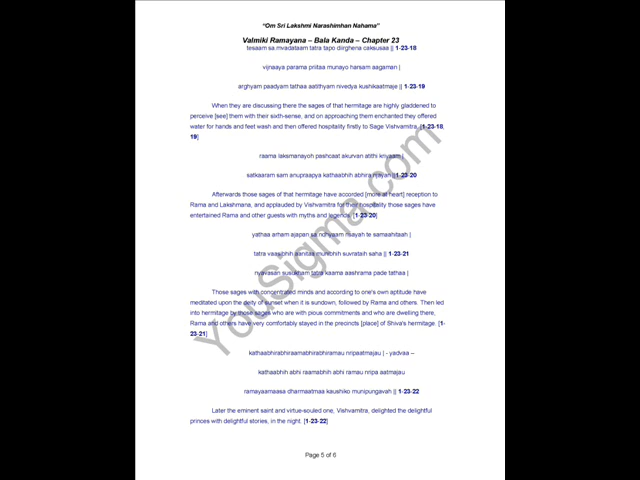 "Om Sri Lakshmi Narashimhan Nahama"
Valmiki Ramayana – Bala Kanda – Chapter 23
tesaam sa mvadataam tatra tapo diirghena caksusaa || 1-23-18
vijnaaya parama priitaa munayo harsam aagaman |
arghyam paadyam tathaa aatithyam nivedya kushikaatmaje || 1-23-19
When they are discussing there the sages of that hermitage are highly gladdened to
perceive [see] them with their sixth-sense, and on approaching them enchanted they offered
water for hands and feet wash and then offered hospitality firstly to Sage Vishvamitra. [1-23-18,
19]
raama laksmanayoh pashcaat akurvan atithi kriyaam |
satkaaram sam anupraapya kathaabhih abhira njayan || 1-23-20
Afterwards those sages of that hermitage have accorded [more at heart] reception to
Rama and Lakshmana, and applauded by Vishvamitra for their hospitality those sages have
entertained Rama and other guests with myths and legends. [1-23-20]
yathaa arham ajapan sa ndhyaam risayah te samaahitaah |
tatra vaasibhih aaniitaa munibhih suvrataih saha || 1-23-21
nyavasan susukham tatra kaama aashrama pade tathaa |
Those sages with concentrated minds and according to one's own aptitude have
meditated upon the deity of sunset when it is sundown, followed by Rama and others. Then led
into hermitage by those sages who are with pious commitments and who are dwelling there,
Rama and others have very comfortably stayed in the precincts [place] of Shiva's hermitage. [1-
23-21]
kathaabhirabhiraamabhirabhiramau nripaatmajau | - yadvaa –
kathaabhih abhi raamabhih abhi ramau nripa aatmajau
ramayaamaasa dharmaatmaa kaushiko munipungavah || 1-23-22
Later the eminent saint and virtue-souled one, Vishvamitra, delighted the delightful
princes with delightful stories, in the night. [1-23-22]
Page 5 of 6
YouSigma.com